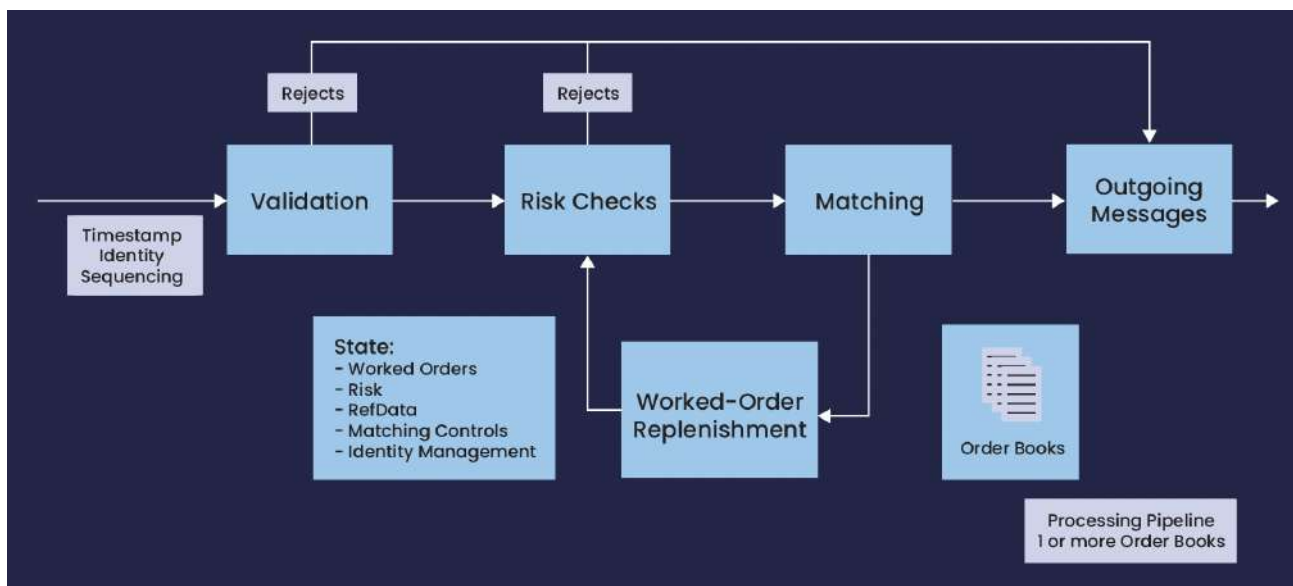 Rejects
Rejects
Validation
Risk Checks
Matching
Outgoing
Messages
Timestamp
Identity
Sequencing
State:
- Worked Orders
- Risk
- RefData
- Matching Controls
- Identity Management
Worked-Order
Replenishment
Order Books
Processing Pipeline
1 or more Order Books